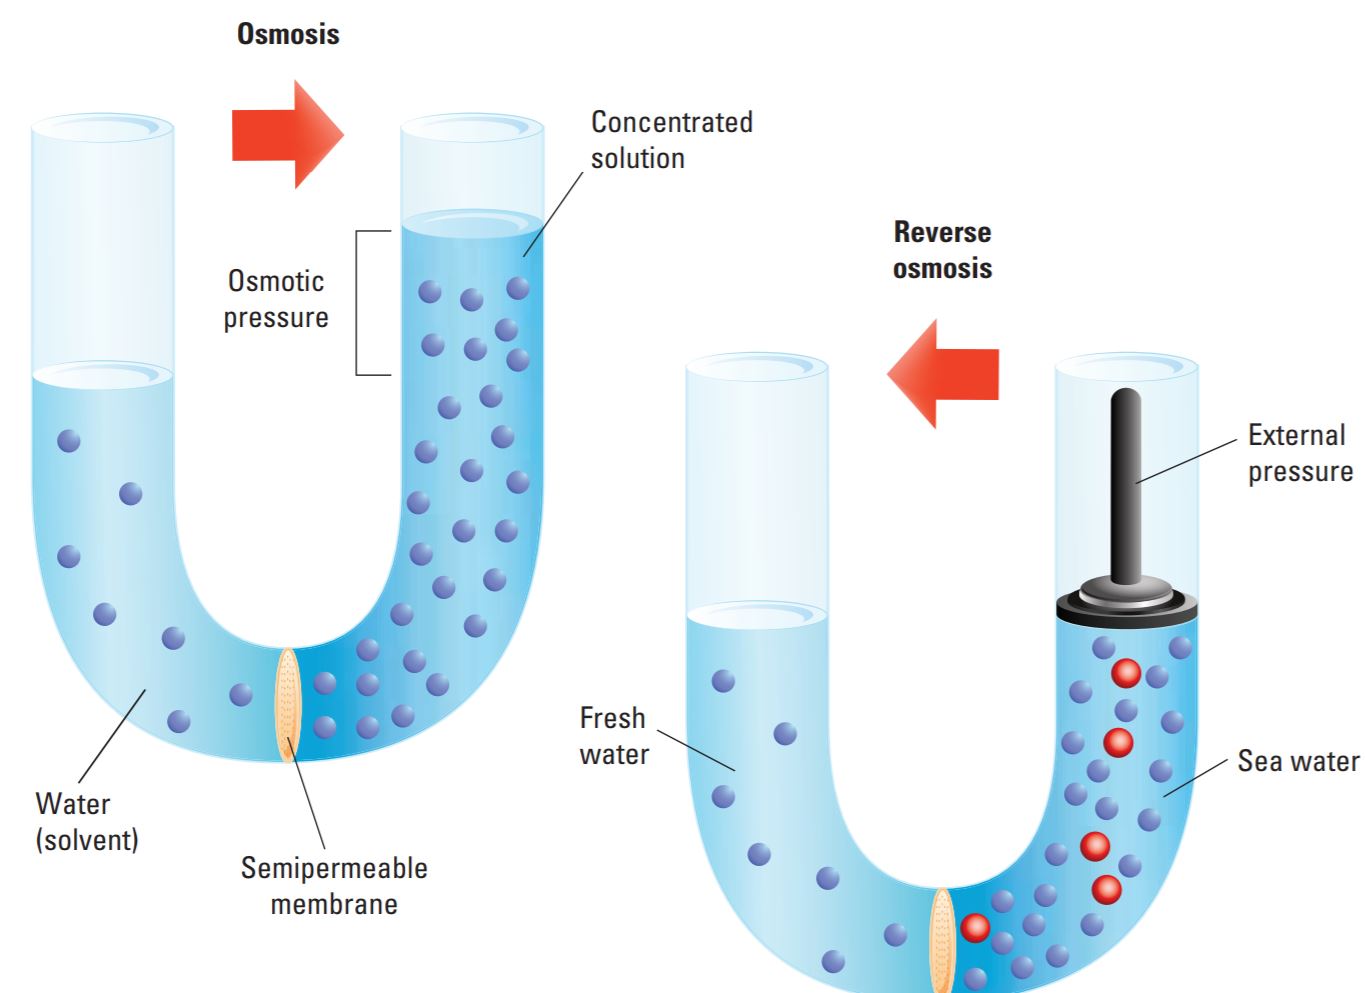 Osmosis
Concentrated
solution
Osmotic
pressure
Water
(solvent)
Semipermeable
membrane
Reverse
osmosis
External
pressure
Fresh
water
Sea water